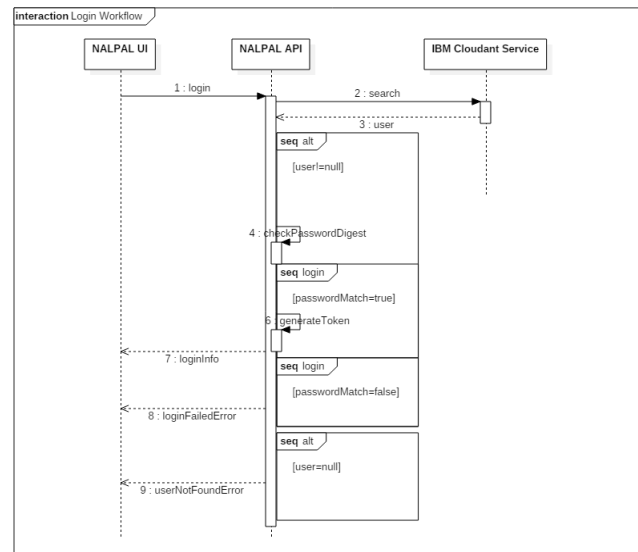 interaction Login Workflow
NALPAL UI
NALPAL API
IBM Cloudant Service
1 : login
2 : search
3 : user
seq alt
[user!=null]
4 : checkPasswordDigest
seq login
[passwordMatch=true]
6 : generateToken
7 : loginInfo
seq login
[passwordMatch=false]
8 : loginFailedError
seq alt
[user=null]
9 : userNotFoundError